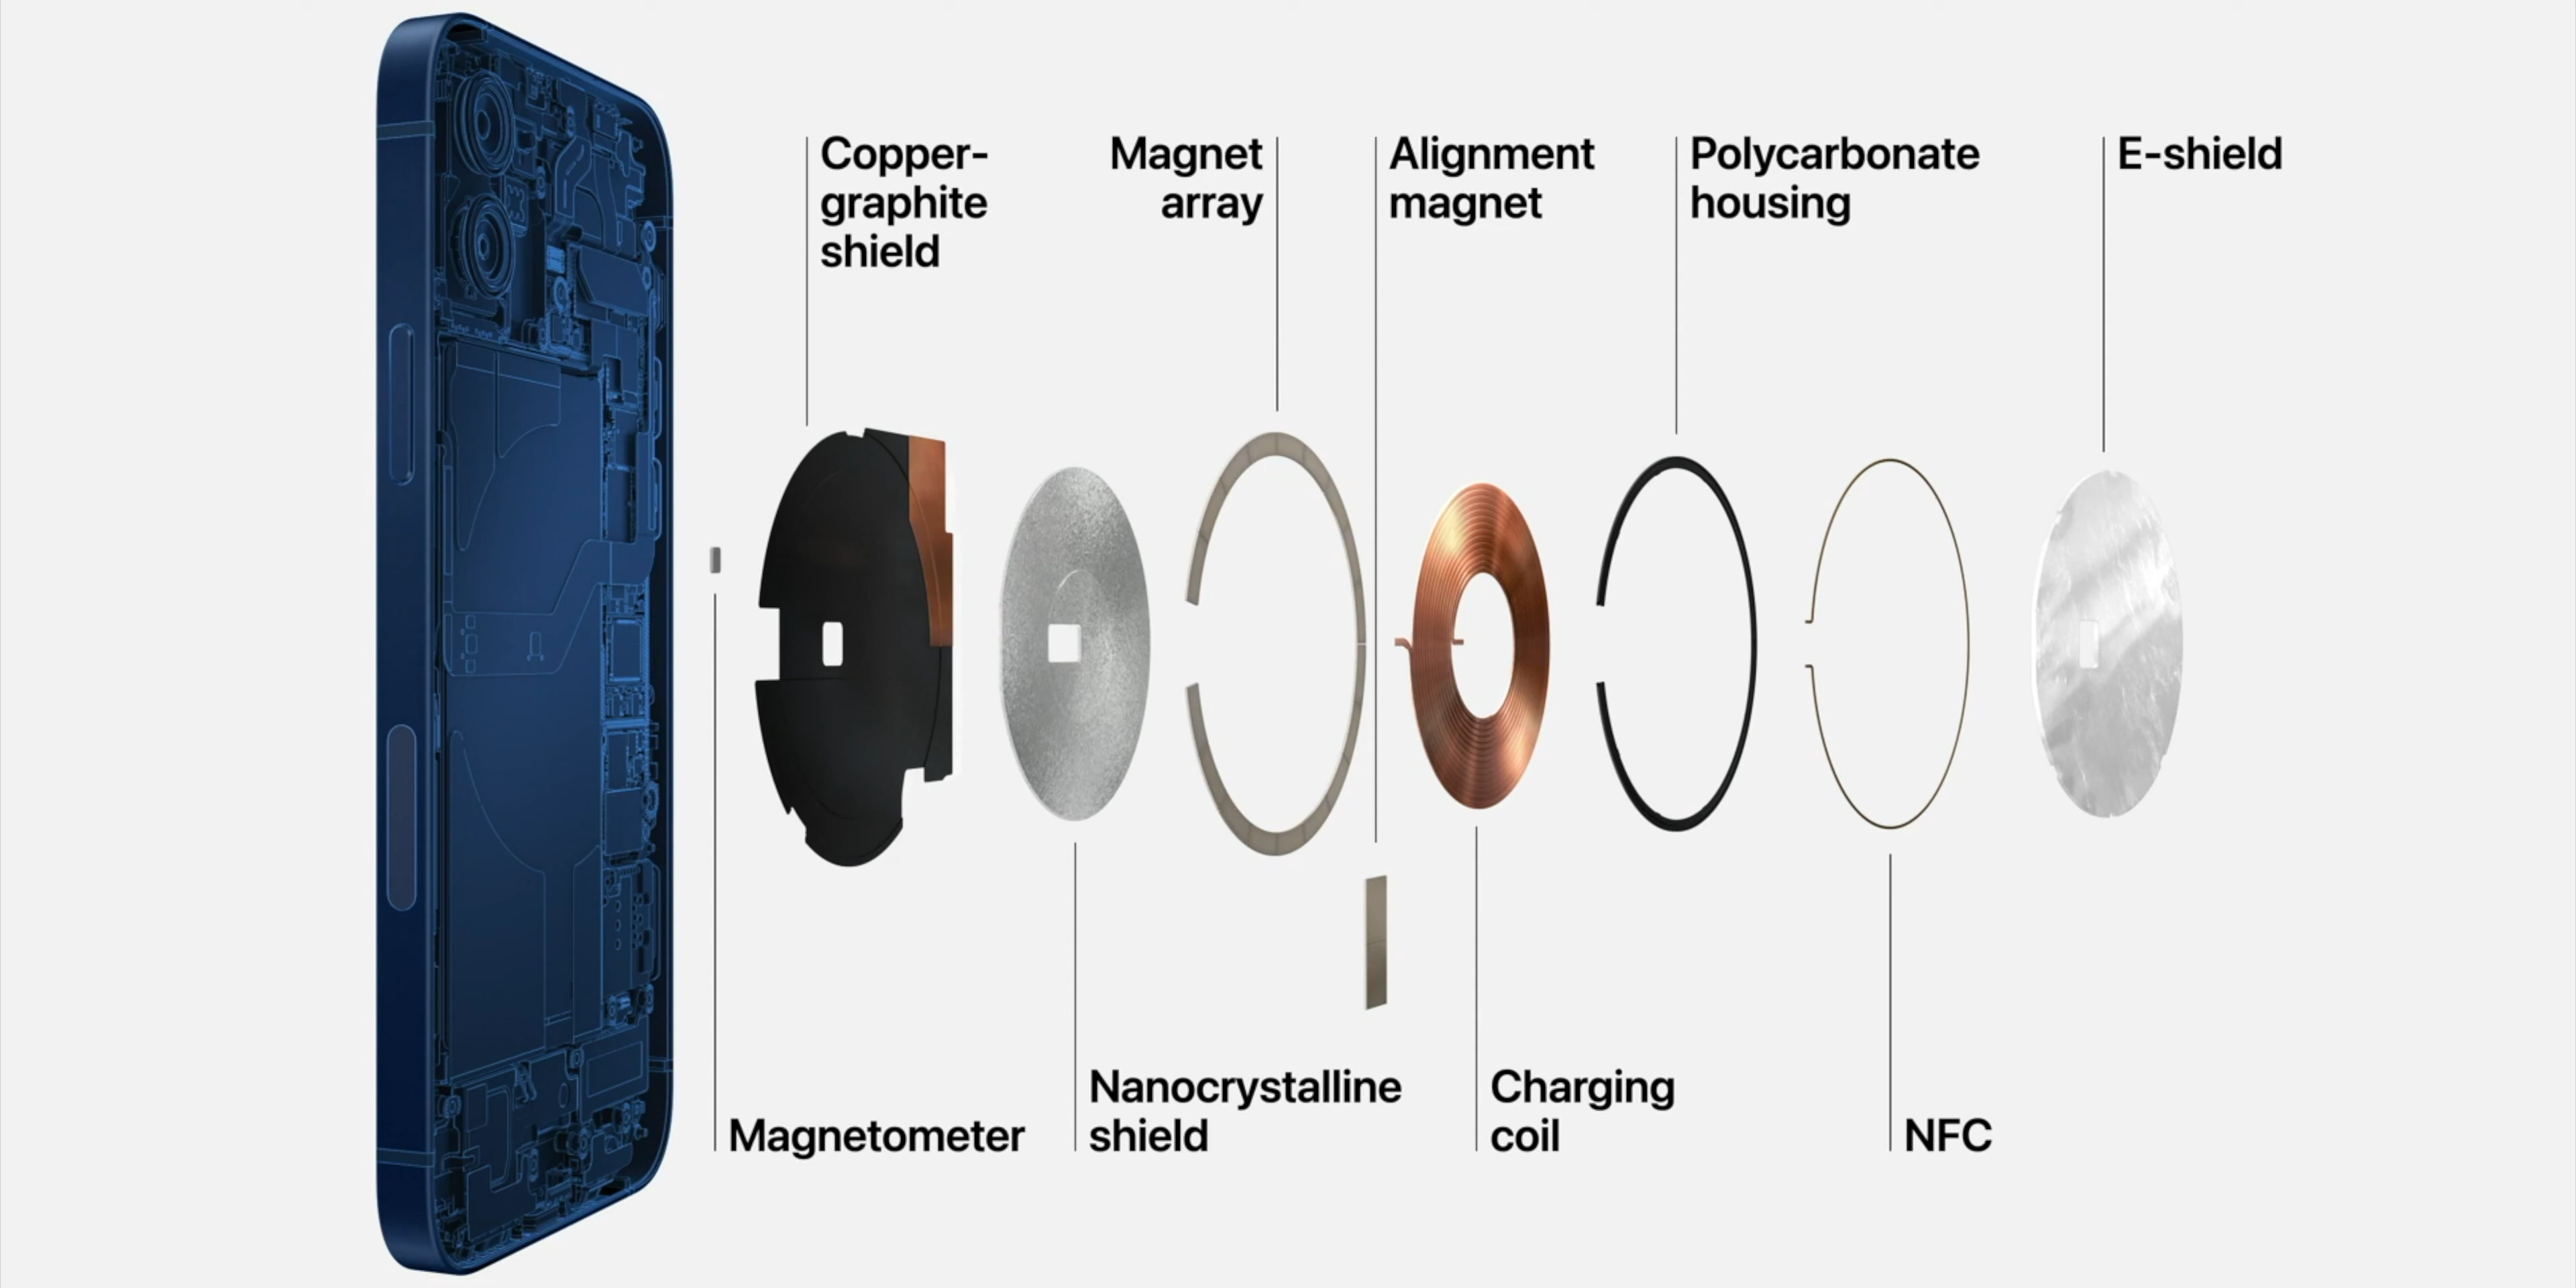 Copper-
graphite
shield
Magnet
array
Alignment
magnet
Polycarbonate
housing
E-shield
Magnetometer
Nanocrystalline
shield
Charging
coil
NFC